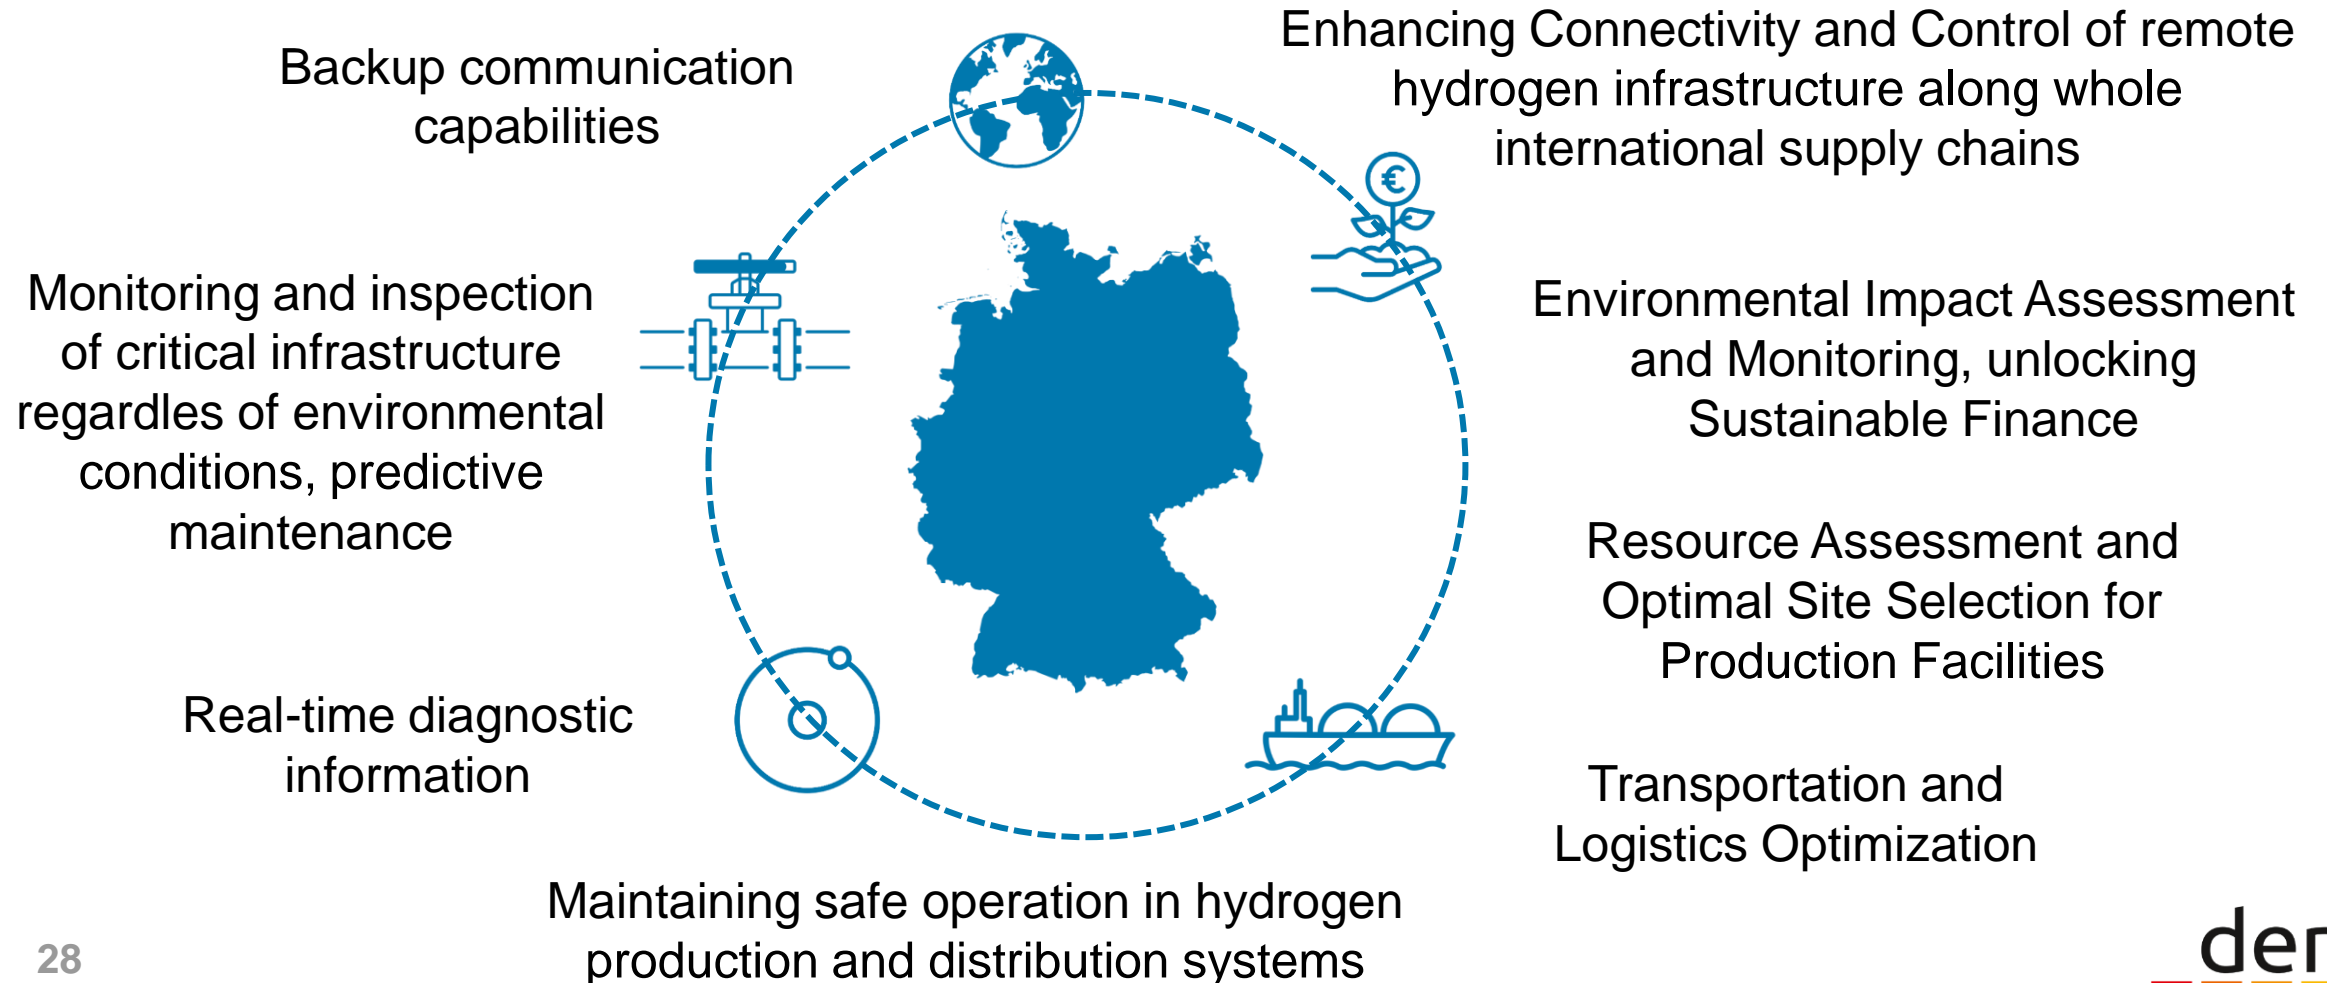 Backup communication
capabilities
Enhancing Connectivity and Control of remote
hydrogen infrastructure along whole
international supply chains
€
Monitoring and inspection
of critical infrastructure
regardles of environmental
conditions, predictive
maintenance
Environmental Impact Assessment
and Monitoring, unlocking
Sustainable Finance
Resource Assessment and
Optimal Site Selection for
Production Facilities
Real-time diagnostic
information
Transportation and
Logistics Optimization
Maintaining safe operation in hydrogen
production and distribution systems
28